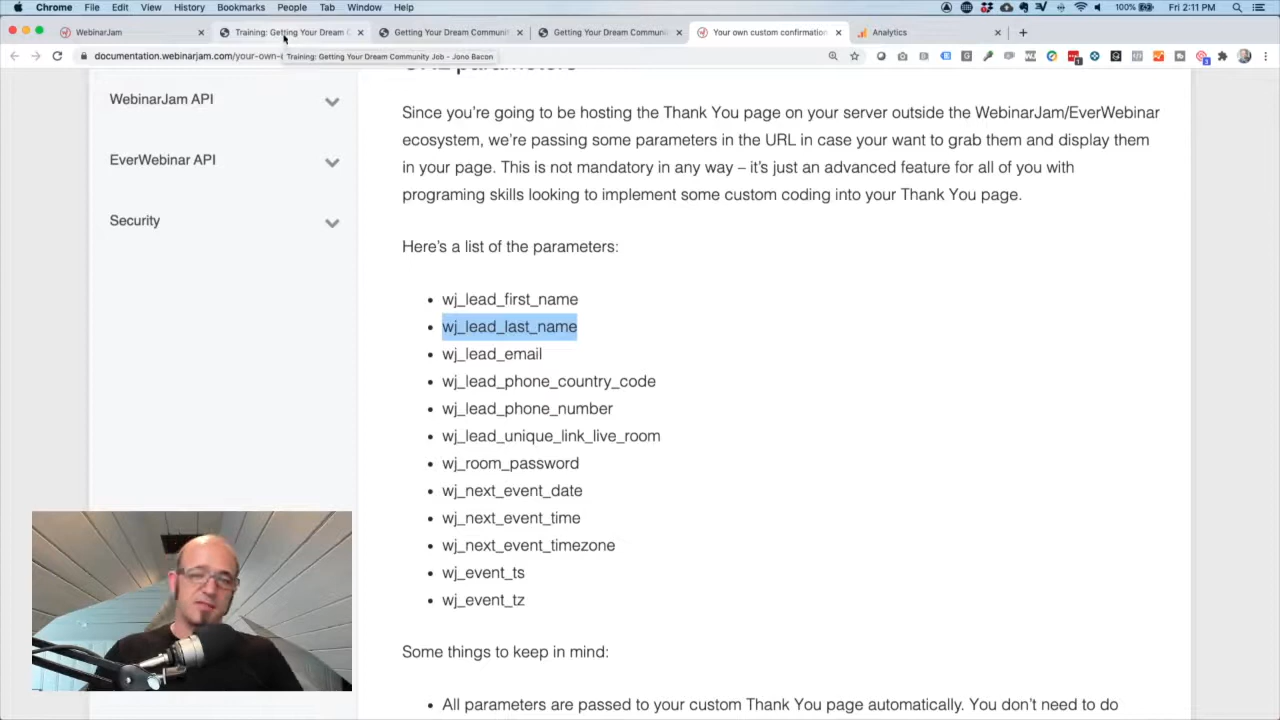 Chrome File Edit View History Bookmarks People Tab Window Help 100% Fri 2:11 PM
WebinarJam Training: Getting Your Dream C Getting Your Dream Communit Getting Your Dream Communit Your own custom confirmation Analytics
documentation.webinarjam.com/your-own- Training: Getting Your Dream Community Job - Jono Bacon
WebinarJam API
EverWebinar API
Security
Since you're going to be hosting the Thank You page on your server outside the WebinarJam/EverWebinar
ecosystem, we're passing some parameters in the URL in case your want to grab them and display them
in your page. This is not mandatory in any way – it's just an advanced feature for all of you with
programing skills looking to implement some custom coding into your Thank You page.
Here's a list of the parameters:
• wj_lead_first_name
• wj_lead_last_name
• wj_lead_email
• wj_lead_phone_country_code
• wj_lead_phone_number
• wj_lead_unique_link_live_room
• wj_room_password
• wj_next_event_date
• wj_next_event_time
• wj_next_event_timezone
• wj_event_ts
• wj_event_tz
Some things to keep in mind:
• All parameters are passed to your custom Thank You page automatically. You don't need to do